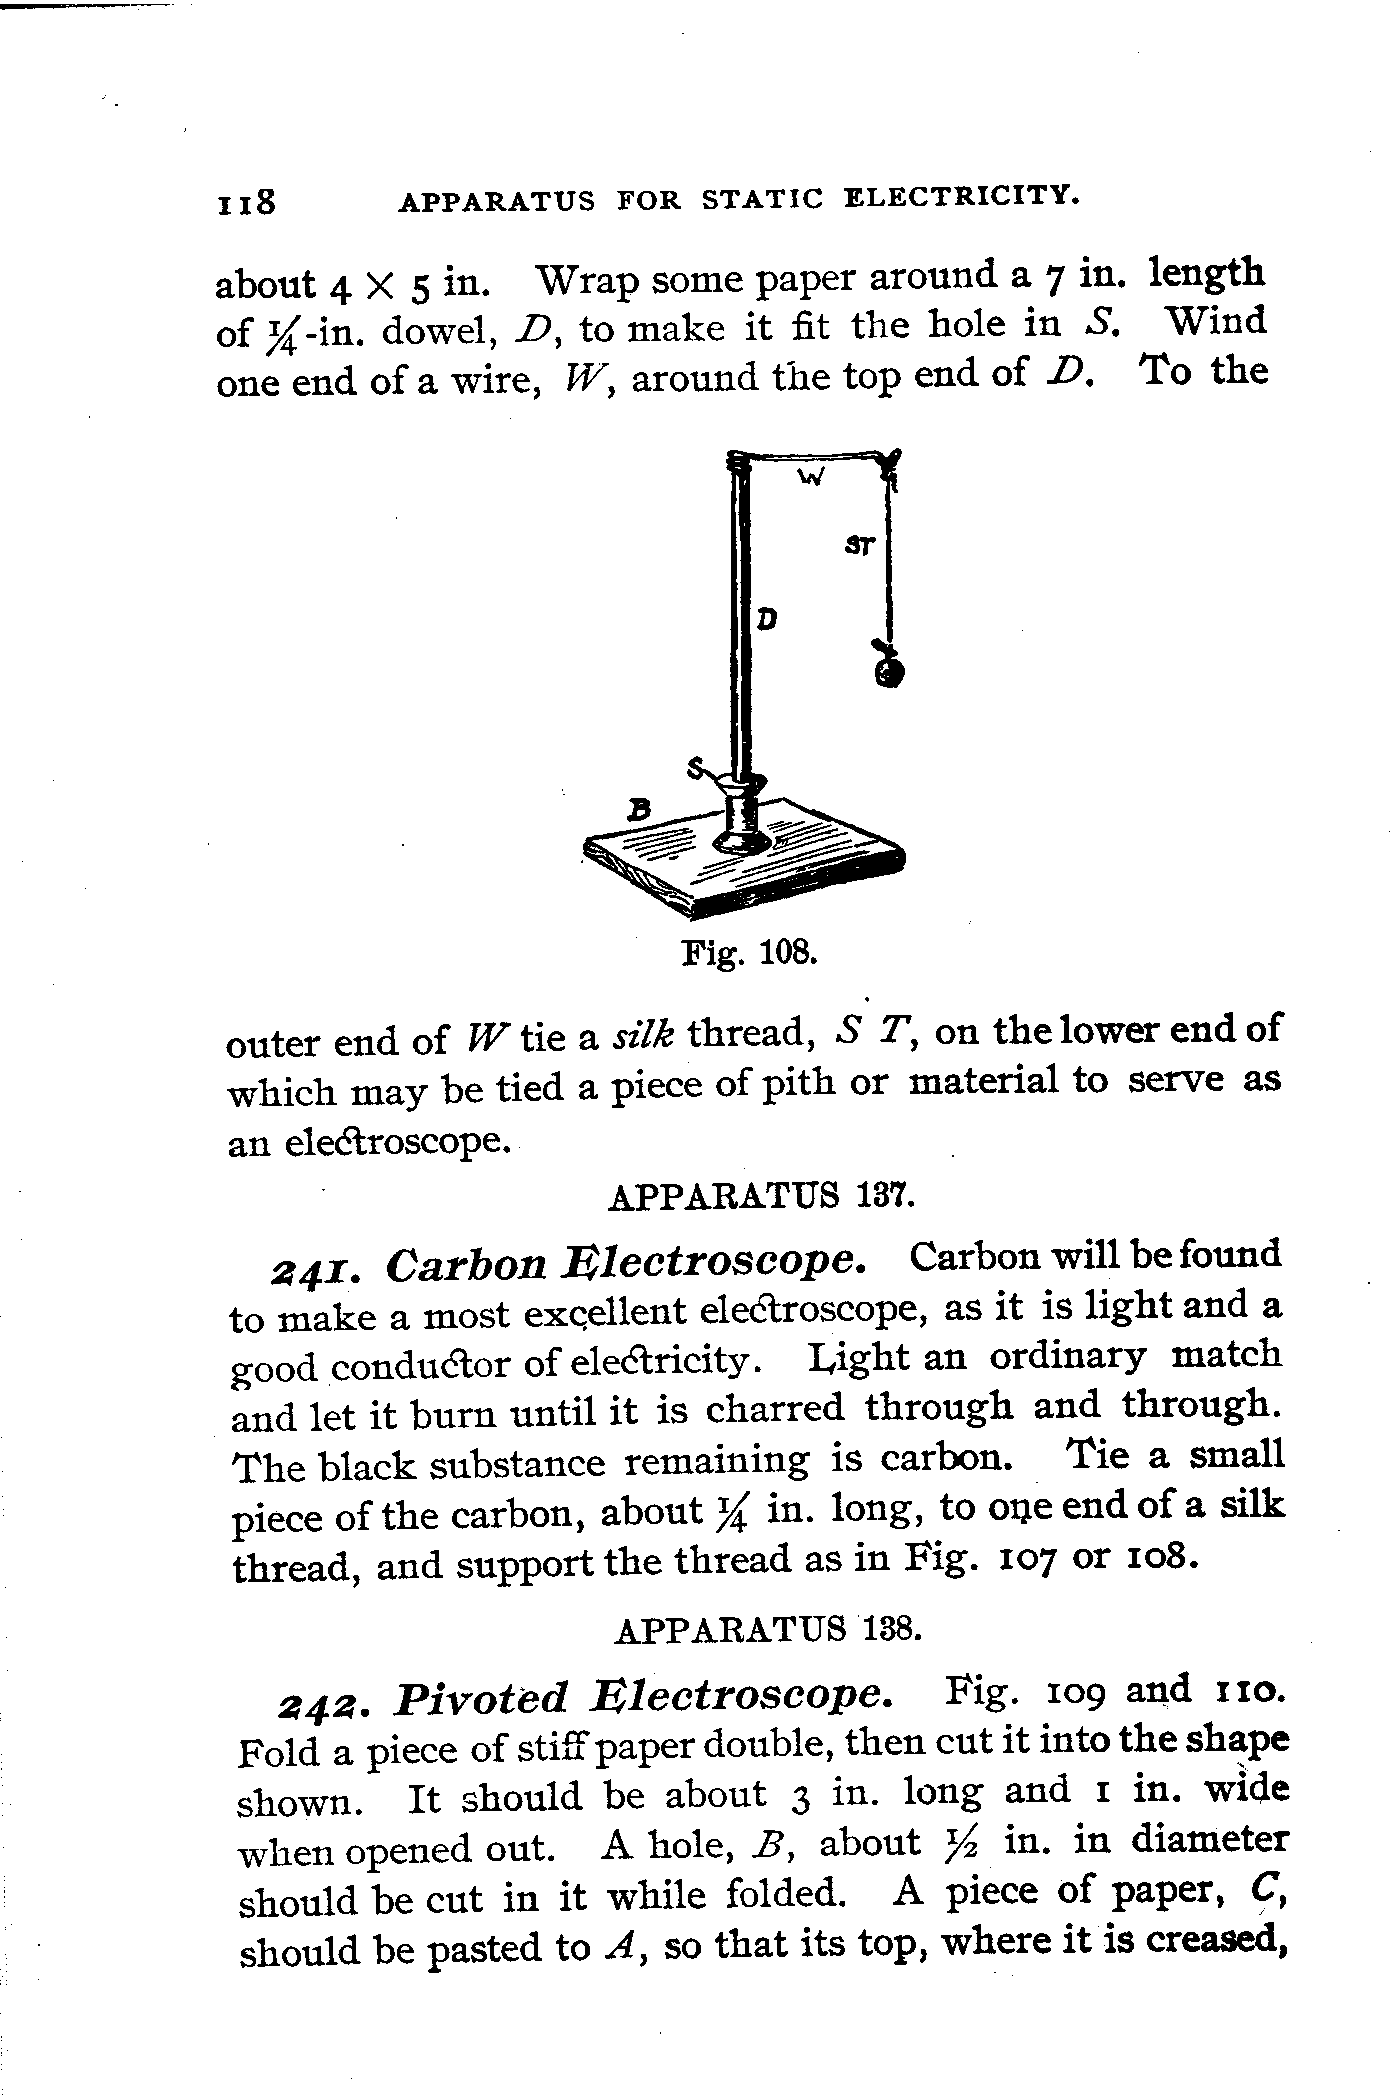 118 APPARATUS FOR STATIC ELECTRICITY.
about 4 × 5 in. Wrap some paper around a 7 in. length
of ¼-in. dowel, D, to make it fit the hole in S. Wind
one end of a wire, W, around the top end of D. To the
W
ST
D
S
B
Fig. 108.
outer end of W tie a silk thread, S T, on the lower end of
which may be tied a piece of pith or material to serve as
an electroscope.
APPARATUS 137.
241. Carbon Electroscope. Carbon will be found
to make a most excellent electroscope, as it is light and a
good conductor of electricity. Light an ordinary match
and let it burn until it is charred through and through.
The black substance remaining is carbon. Tie a small
piece of the carbon, about ¼ in. long, to one end of a silk
thread, and support the thread as in Fig. 107 or 108.
APPARATUS 138.
242. Pivoted Electroscope. Fig. 109 and 110.
Fold a piece of stiff paper double, then cut it into the shape
shown. It should be about 3 in. long and 1 in. wide
when opened out. A hole, B, about ½ in. in diameter
should be cut in it while folded. A piece of paper, C,
should be pasted to A, so that its top, where it is creased,